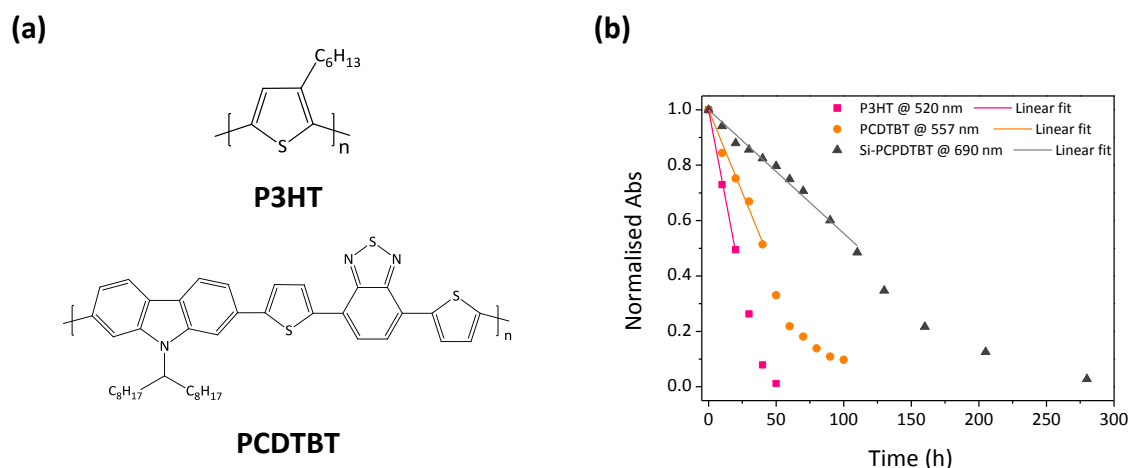 (a)
C6H13
S
n
P3HT
S
N
N
S
S
n
N
C8H17
C8H17
PCDTBT
(b)
P3HT @ 520 nm
Linear fit
PCDTBT @ 557 nm
Linear fit
Si-PCPDTBT @ 690 nm
Linear fit
1.0
0.8
0.6
0.4
0.2
0.0
Normalised Abs
0
50
100
150
200
250
300
Time (h)